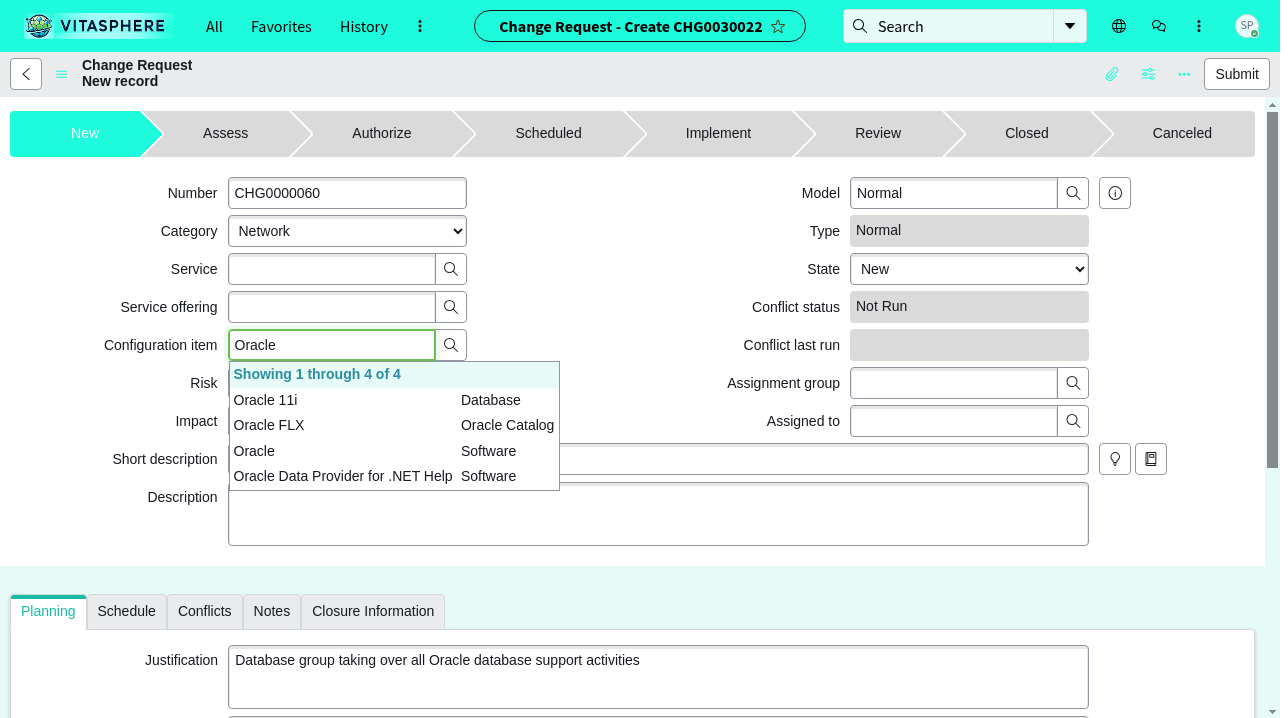 VITASPHERE
All
Favorites
History
Change Request - Create CHG0030022
Search
SP
Change Request
New record
Submit
New
Assess
Authorize
Scheduled
Implement
Review
Closed
Canceled
Number
CHG0000060
Model
Normal
Category
Network
Type
Normal
Service
State
New
Service offering
Conflict status
Not Run
Configuration item
Oracle
Conflict last run
Showing 1 through 4 of 4
Risk
Assignment group
Oracle 11i Database
Impact
Assigned to
Oracle FLX Oracle Catalog
Oracle Software
Short description
Oracle Data Provider for .NET Help Software
Description
Planning
Schedule
Conflicts
Notes
Closure Information
Justification
Database group taking over all Oracle database support activities